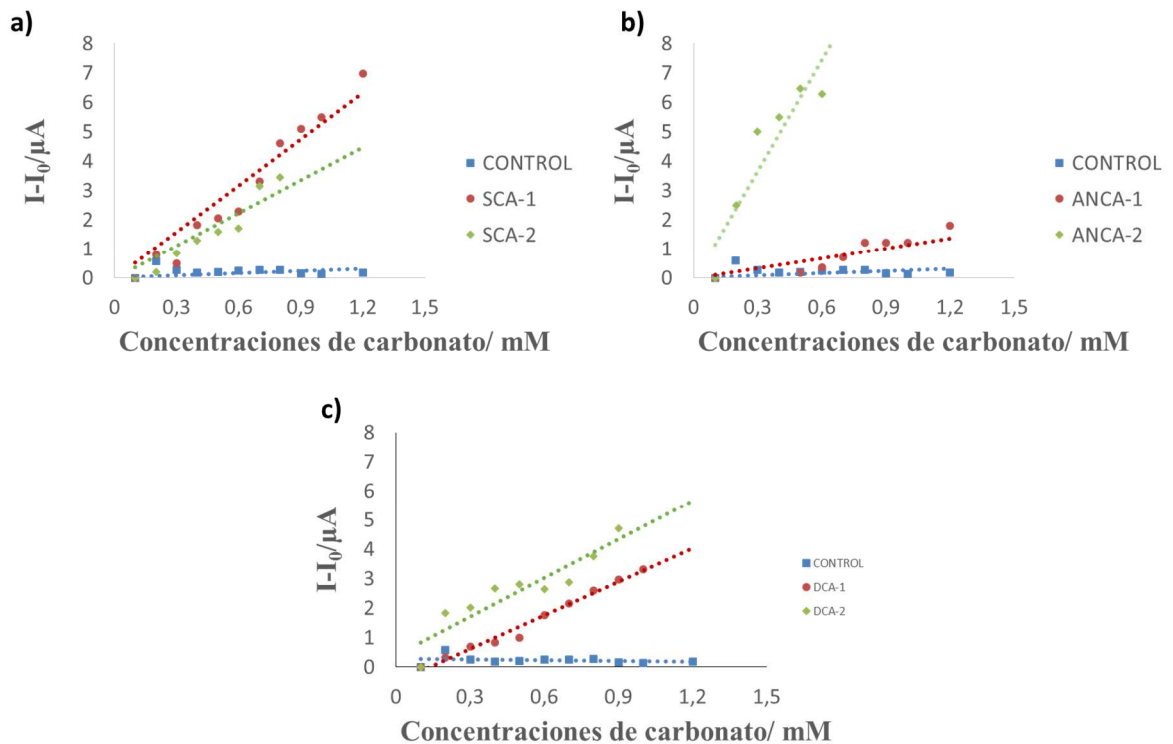 a)
8
7
6
5
4
3
2
1
0
I-I₀/µA
0 0,3 0,6 0,9 1,2 1,5
Concentraciones de carbonato/ mM
CONTROL
SCA-1
SCA-2
b)
8
7
6
5
4
3
2
1
0
I-I₀/µA
0 0,3 0,6 0,9 1,2 1,5
Concentraciones de carbonato/ mM
CONTROL
ANCA-1
ANCA-2
c)
8
7
6
5
4
3
2
1
0
I-I₀/µA
0 0,3 0,6 0,9 1,2 1,5
Concentraciones de carbonato/ mM
CONTROL
DCA-1
DCA-2